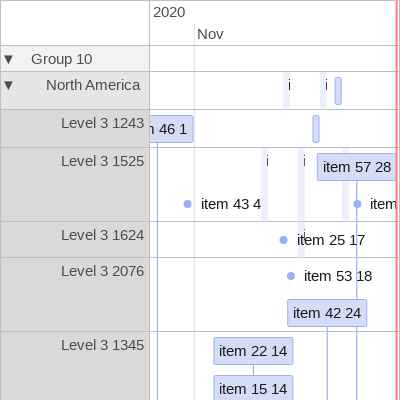 2020
Nov
▼ Group 10
▼ North America
i i
Level 3 1243
46 1
Level 3 1525
i i
item 57 28
item 43 4
item
Level 3 1624
i
item 25 17
Level 3 2076
item 53 18
item 42 24
Level 3 1345
item 22 14
item 15 14